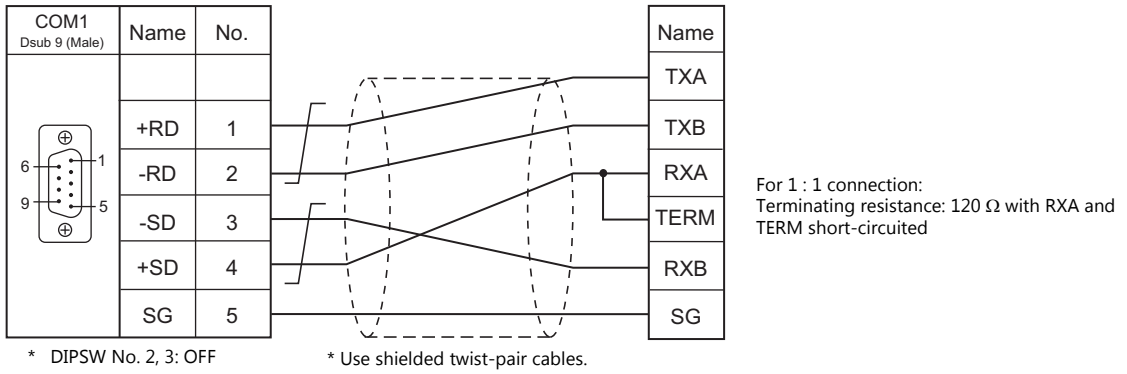 COM1
Dsub 9 (Male)
Name No.
Name
TXA
+RD 1
TXB
-RD 2
RXA
6 1
9 5
-SD 3
TERM
+SD 4
RXB
SG 5
SG
For 1 : 1 connection:
Terminating resistance: 120 Ω with RXA and
TERM short-circuited
* DIPSW No. 2, 3: OFF
* Use shielded twist-pair cables.